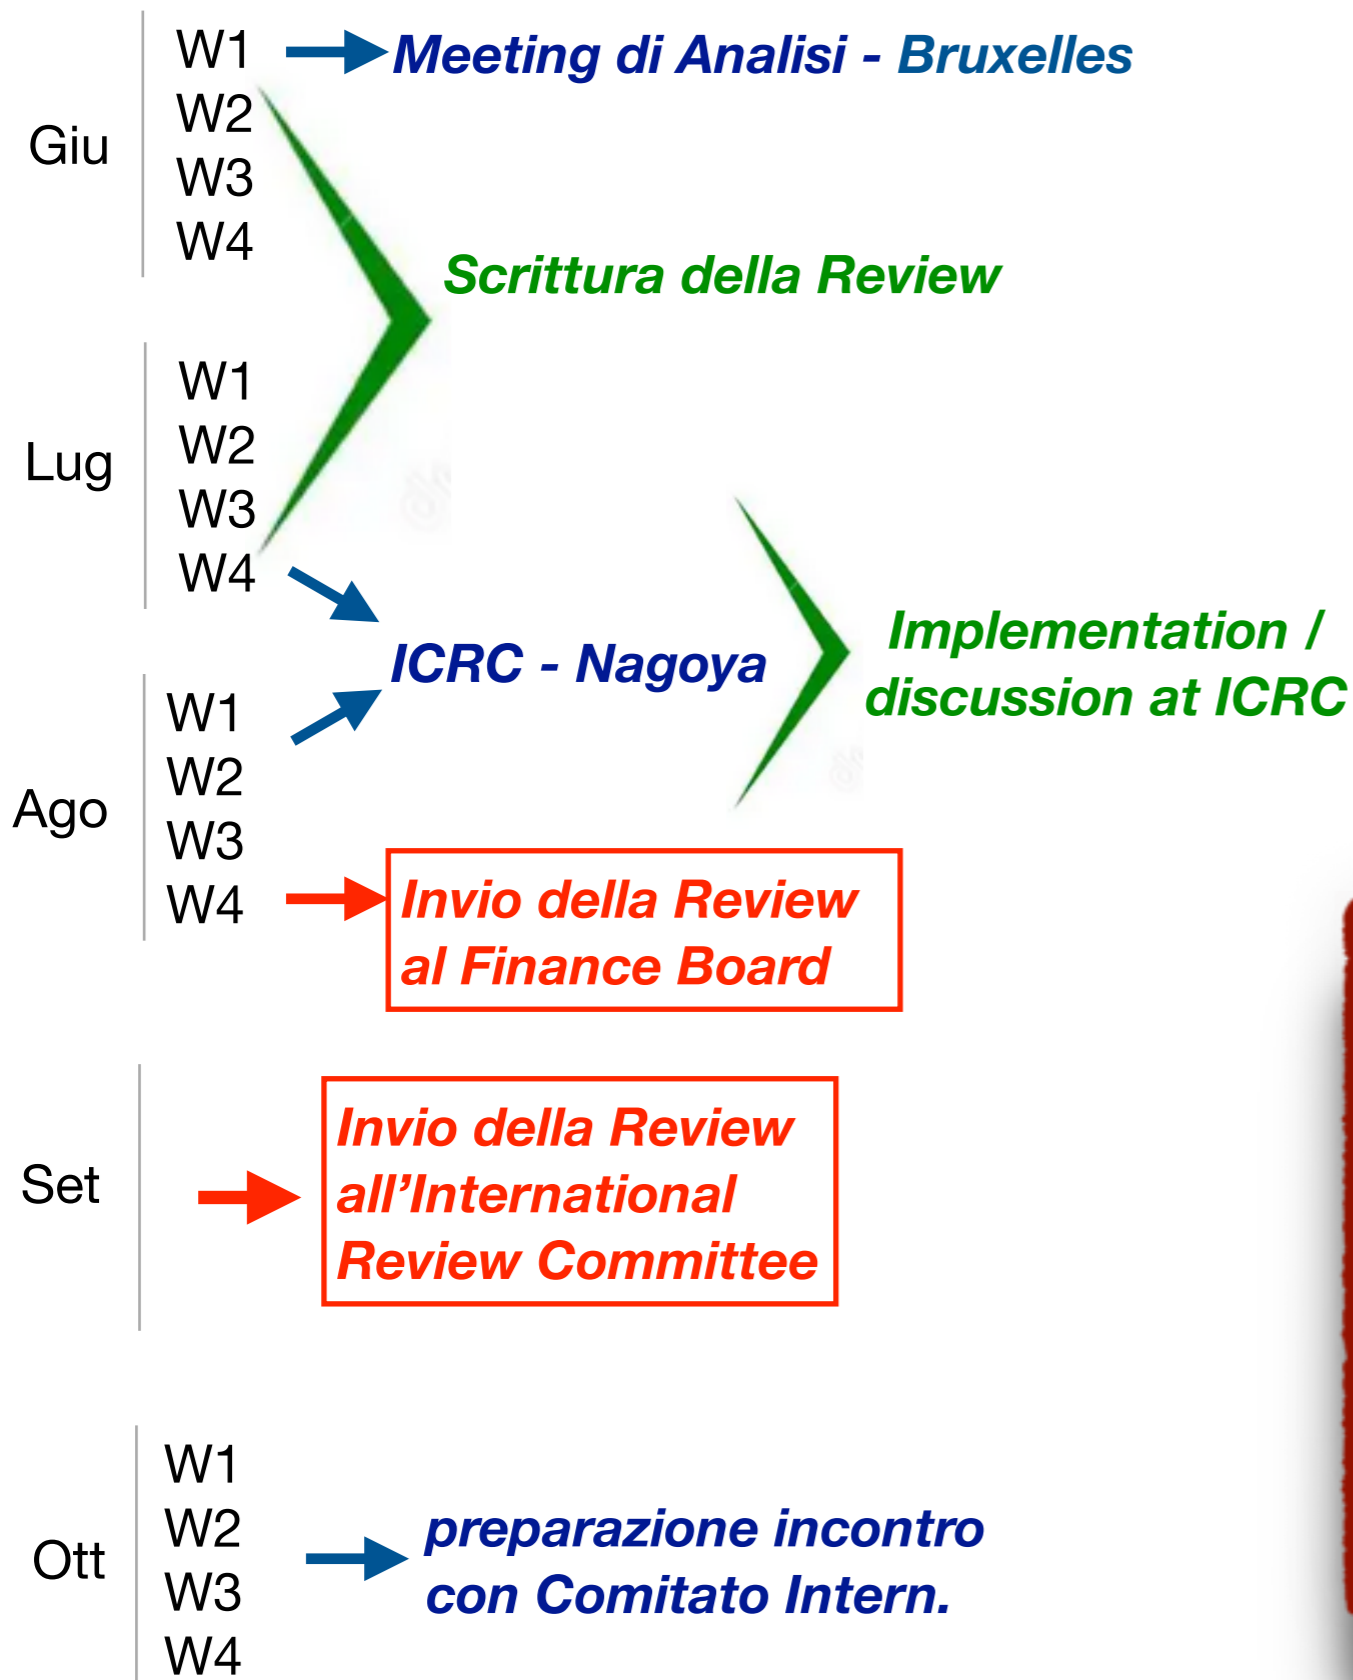 Giu
W1
W2
W3
W4
Meeting di Analisi - Bruxelles
Scrittura della Review
Lug
W1
W2
W3
W4
ICRC - Nagoya
Implementation /
discussion at ICRC
Ago
W1
W2
W3
W4
Invio della Review
al Finance Board
Set
Invio della Review
all’International
Review Committee
Ott
W1
W2
W3
W4
preparazione incontro
con Comitato Intern.